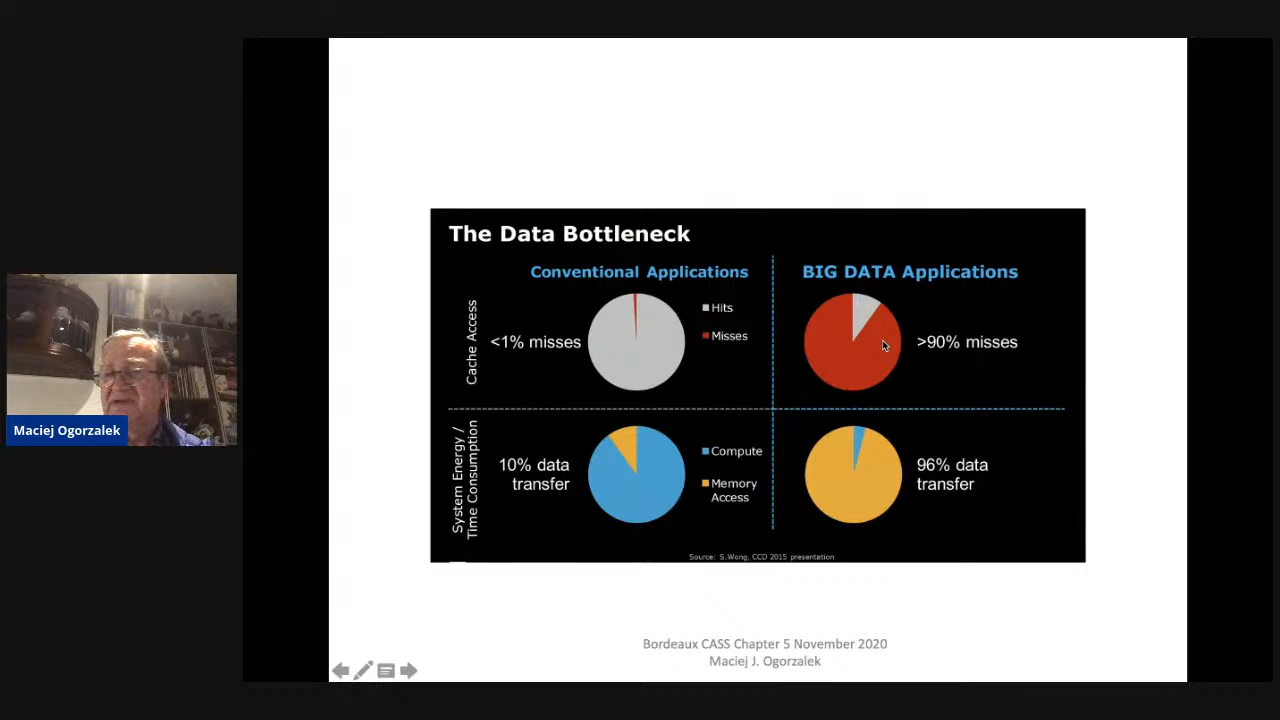 The Data Bottleneck
Conventional Applications
BIG DATA Applications
Cache Access
<1% misses
Hits
Misses
>90% misses
System Energy /
Time Consumption
10% data
transfer
Compute
Memory
Access
96% data
transfer
Source: S.Wong, CCD 2015 presentation
Maciej Ogorzalek
Bordeaux CASS Chapter 5 November 2020
Maciej J. Ogorzalek